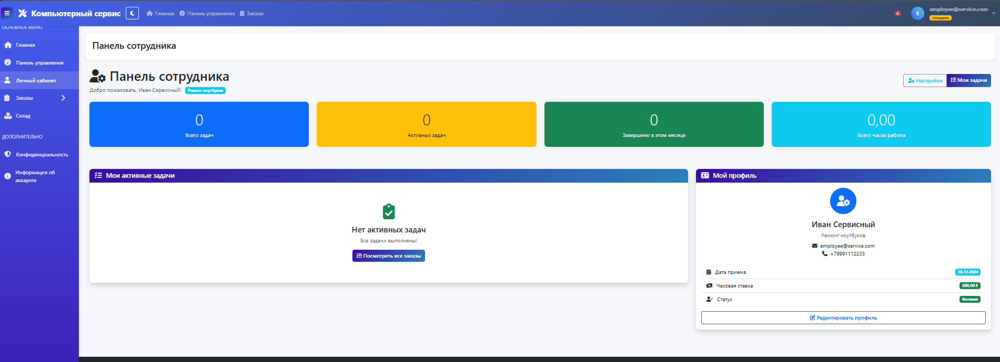 Компьютерный сервис
Главная
Панель управления
Заказы
3
E
employee@service.com
Сотрудник
ОСНОВНОЕ МЕНЮ
Главная
Панель управления
Личный кабинет
Заказы
Склад
ДОПОЛНИТЕЛЬНО
Конфиденциальность
Информация об
аккаунте
Панель сотрудника
Панель сотрудника
Добро пожаловать, Иван Сервисный! Ремонт ноутбуков
Настройки
Мои задачи
0
Всего задач
0
Активных задач
0
Завершено в этом месяце
0,00
Всего часов работы
Мои активные задачи
Нет активных задач
Все задачи выполнены!
Посмотреть все заказы
Мой профиль
Иван Сервисный
Ремонт ноутбуков
employee@service.com
+79991112233
Дата приема 16.12.2024
Часовая ставка 500,00 ₽
Статус Активен
Редактировать профиль